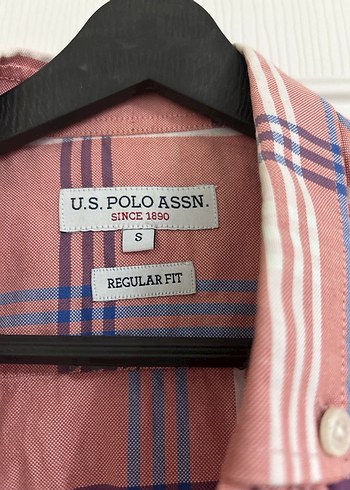 U.S. POLO ASSN.
SINCE 1890
S
REGULAR FIT